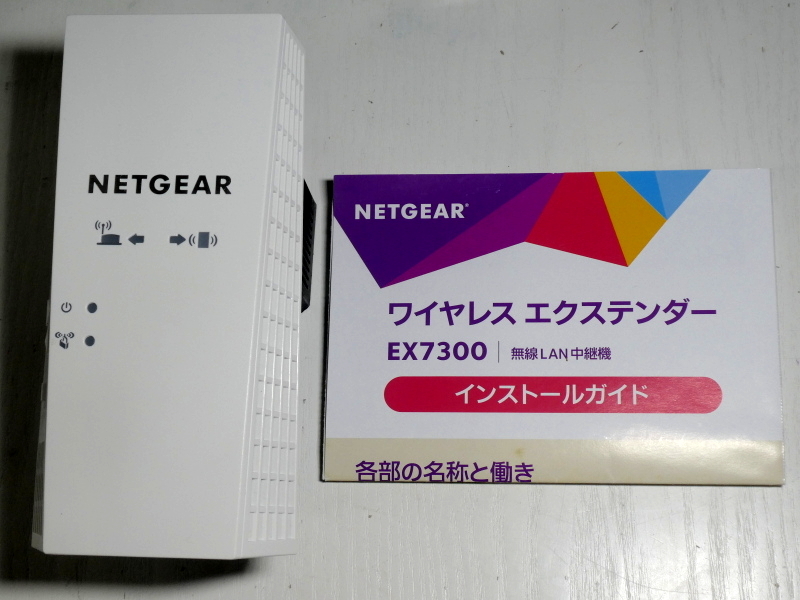 NETGEAR
NETGEAR®
ワイヤレス エクステンダー
EX7300 | 無線LAN中継機
インストールガイド
各部の名称と働き